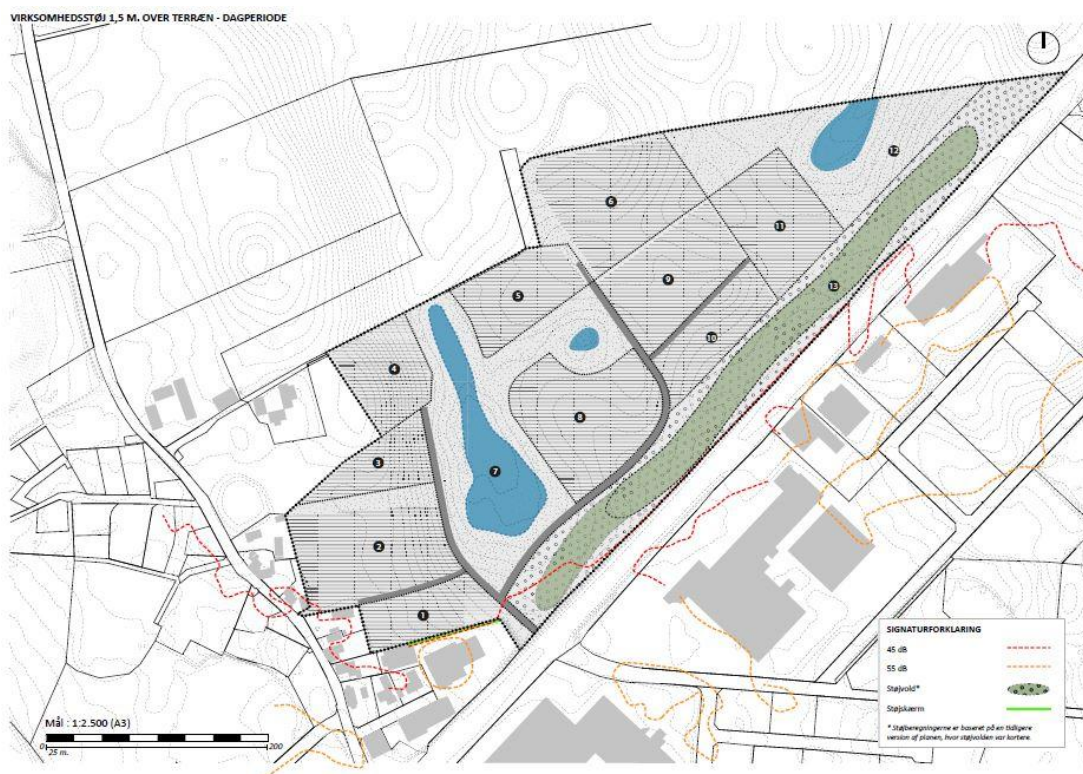 VIRKSOMHEDSSTØJ 1,5 M. OVER TERRÆN - DAGPERIODE
12
6
11
5
9
13
10
4
8
3
7
2
1
SIGNATURFORKLARING
45 dB
55 dB
Støjvold*
Støjskærm
* Støjberegningerne er baseret på en tidligere
version af planen, hvor støjvolden var kortere.
Mål : 1:2.500 (A3)
0 200
25 m.